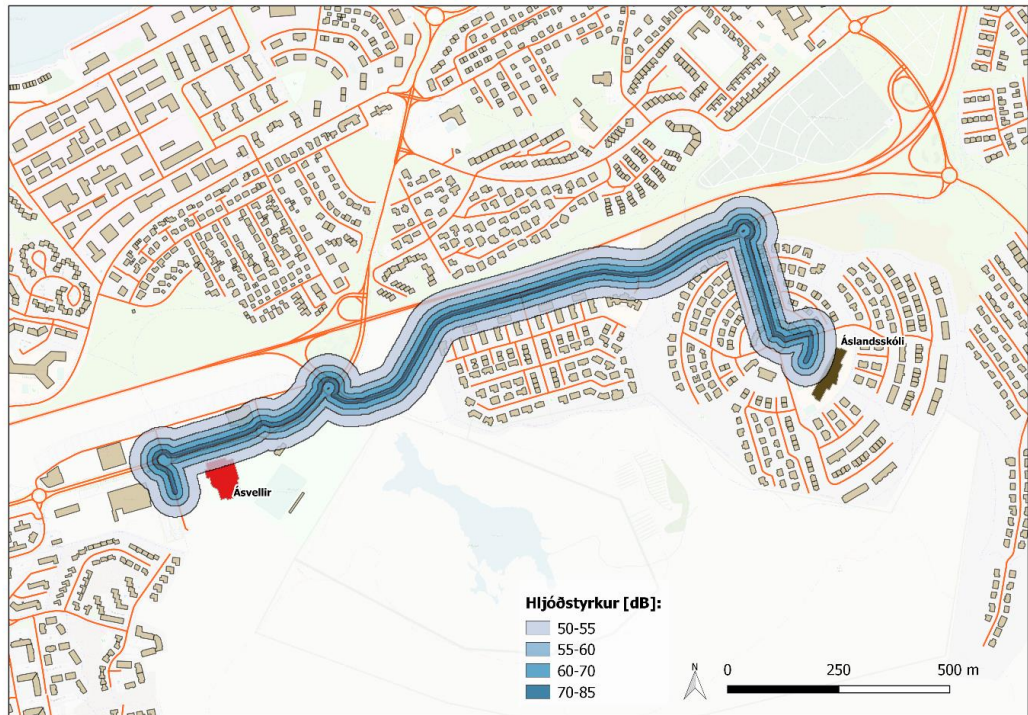 Áslandsskóli
Ásvellir
Hljóðstyrkur [dB]:
50-55
55-60
60-70
70-85
N
0 250 500 m